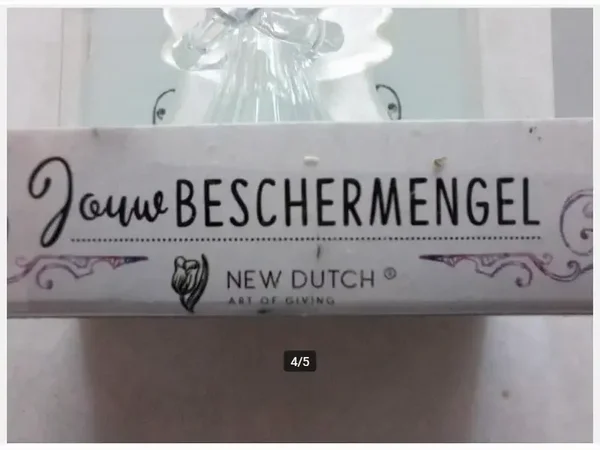 Jouw BESCHERMENGEL
NEW DUTCH ®
ART OF GIVING
4/5